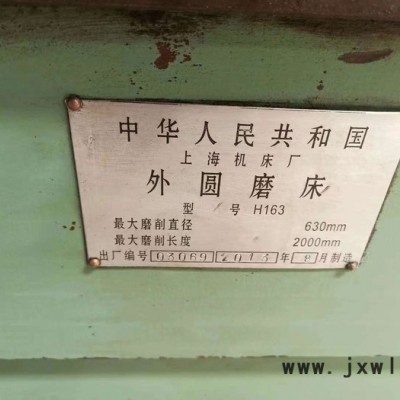 中华人民共和国
上海机床厂
外圆磨床
型 号 H163
最大磨削直径 630mm
最大磨削长度 2000mm
出厂编号 03089 2013 年 8 月制造
www.jxwl